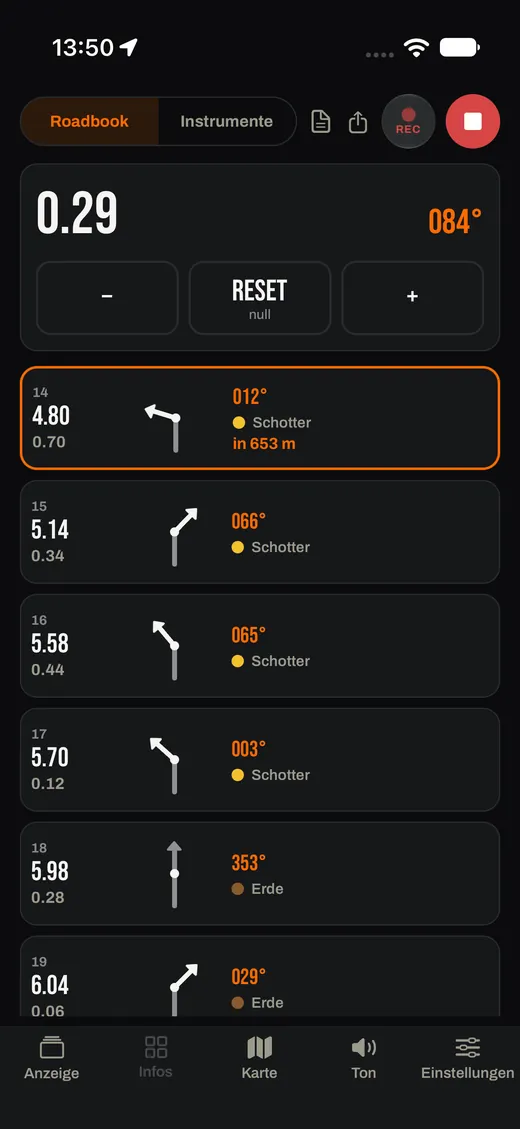 13:50
Roadbook
Instrumente
REC
0.29
084°
–
RESET
null
+
14
4.80
0.70
012°
Schotter
in 653 m
15
5.14
0.34
066°
Schotter
16
5.58
0.44
065°
Schotter
17
5.70
0.12
003°
Schotter
18
5.98
0.28
353°
Erde
19
6.04
0.06
029°
Erde
Anzeige
Infos
Karte
Ton
Einstellungen